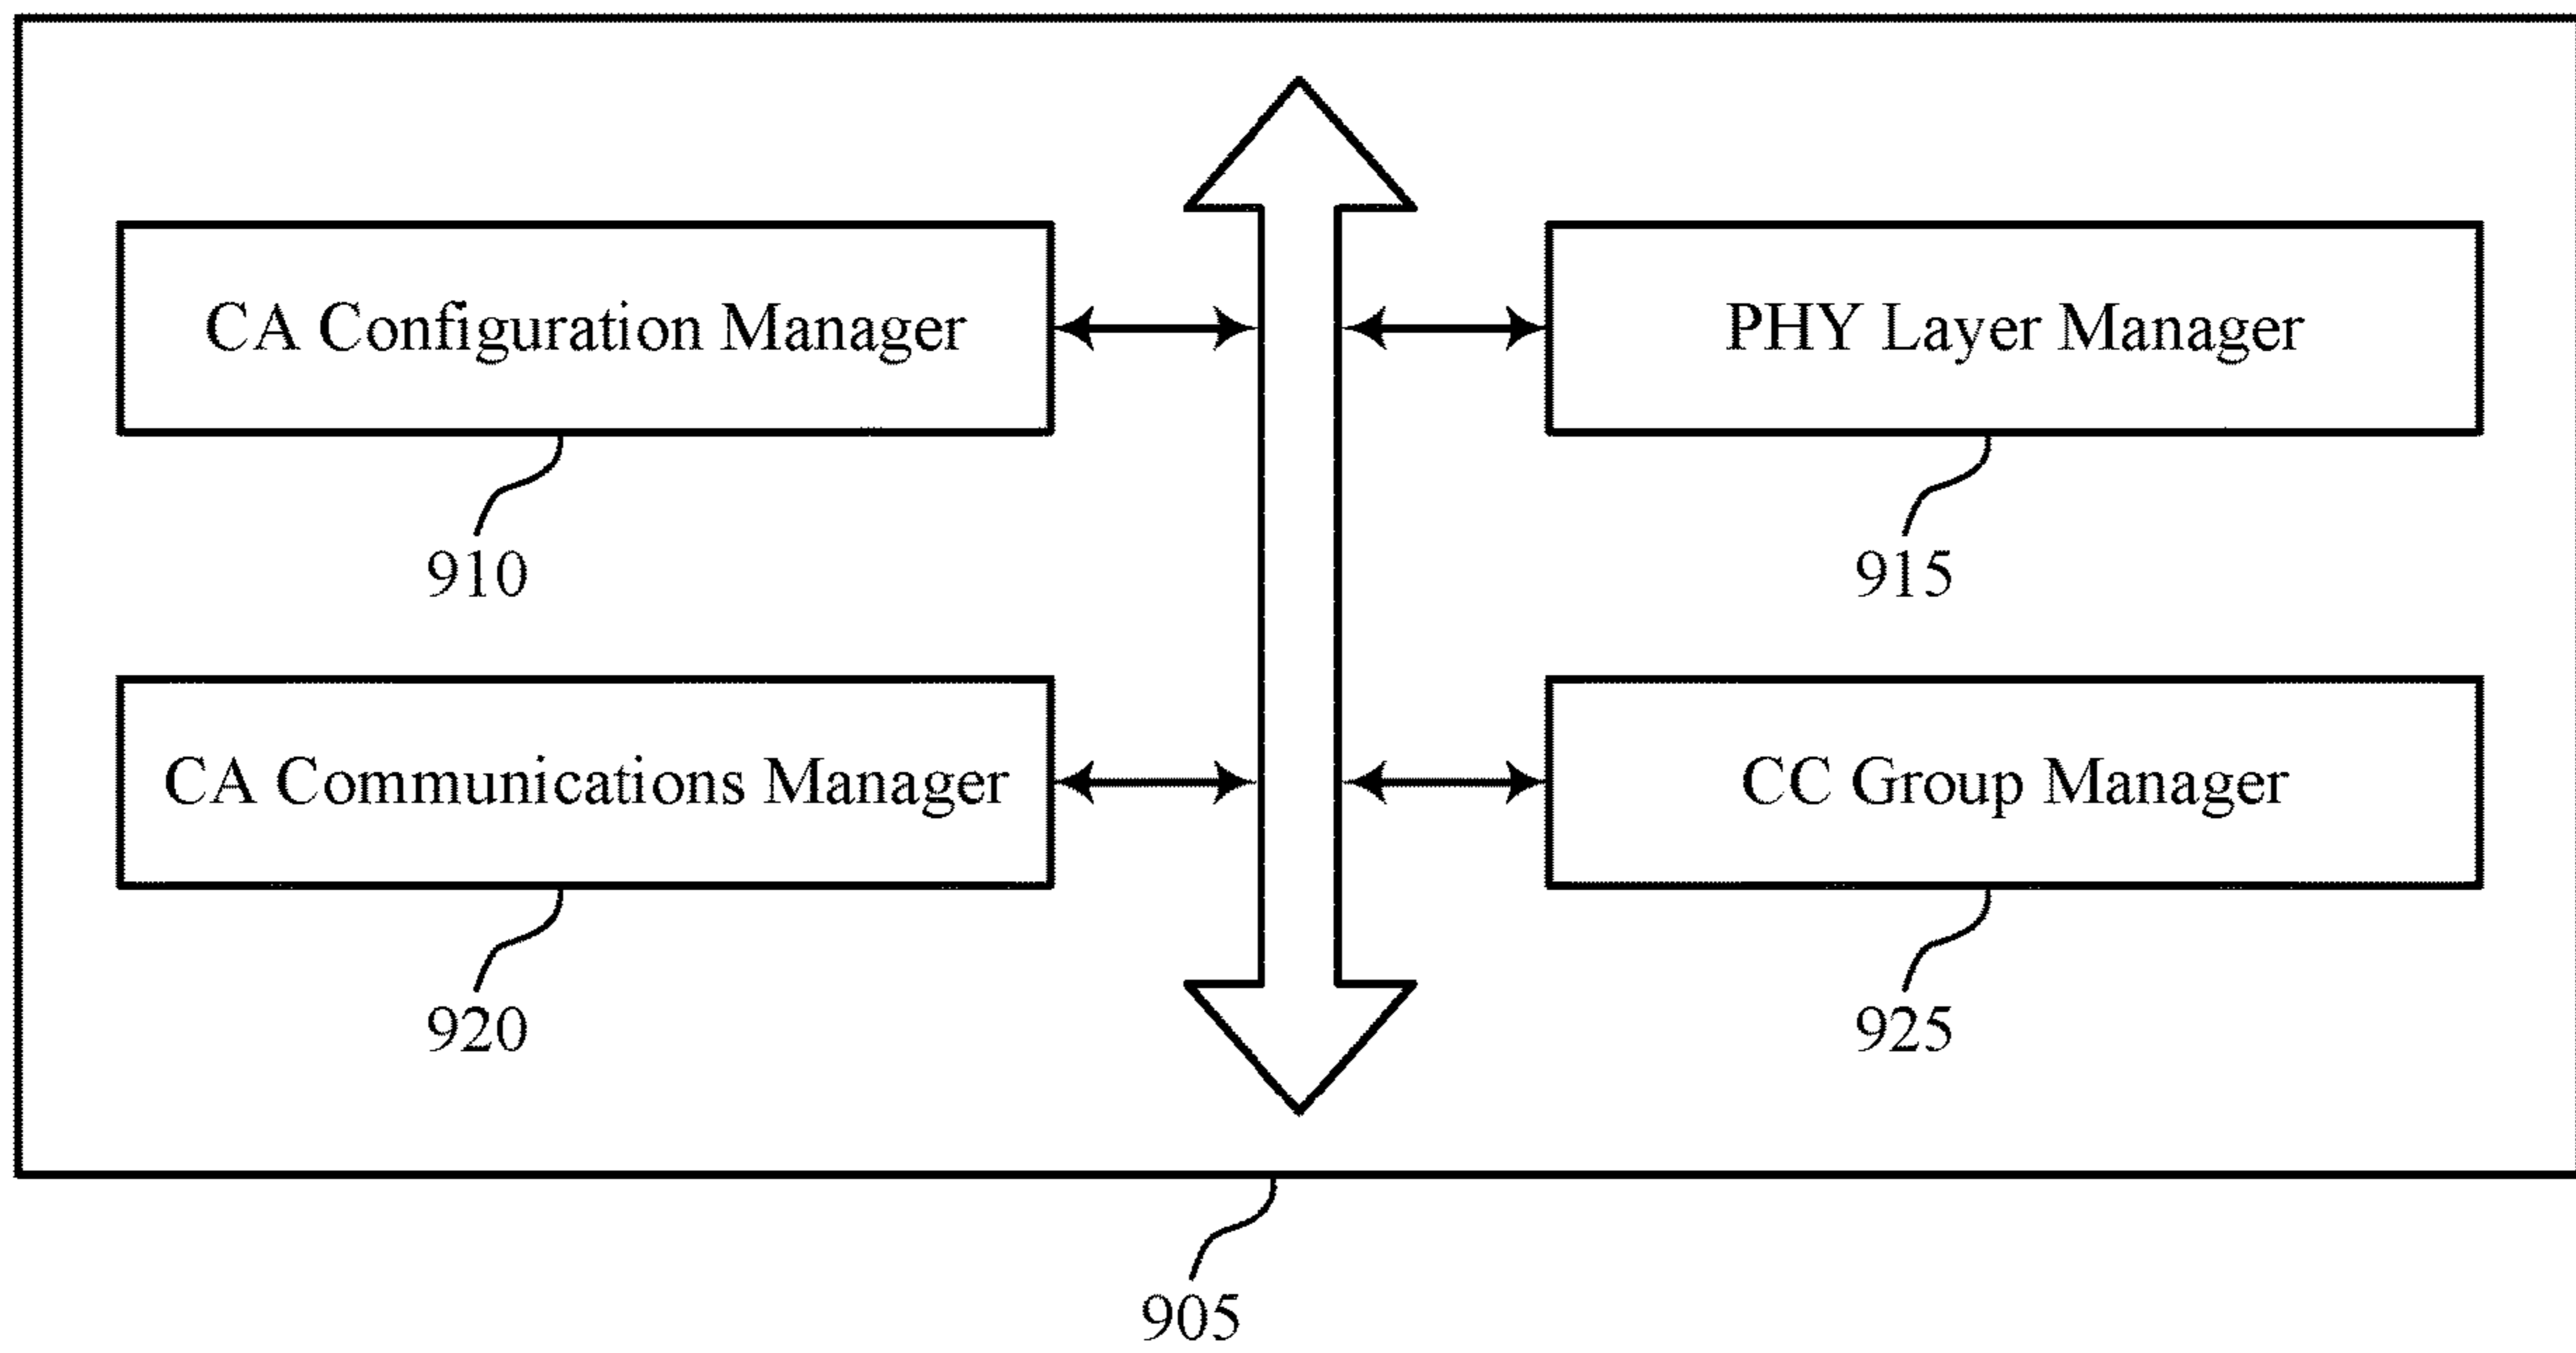 CA Configuration Manager
PHY Layer Manager
910
915
CA Communications Manager
CC Group Manager
920
925
905